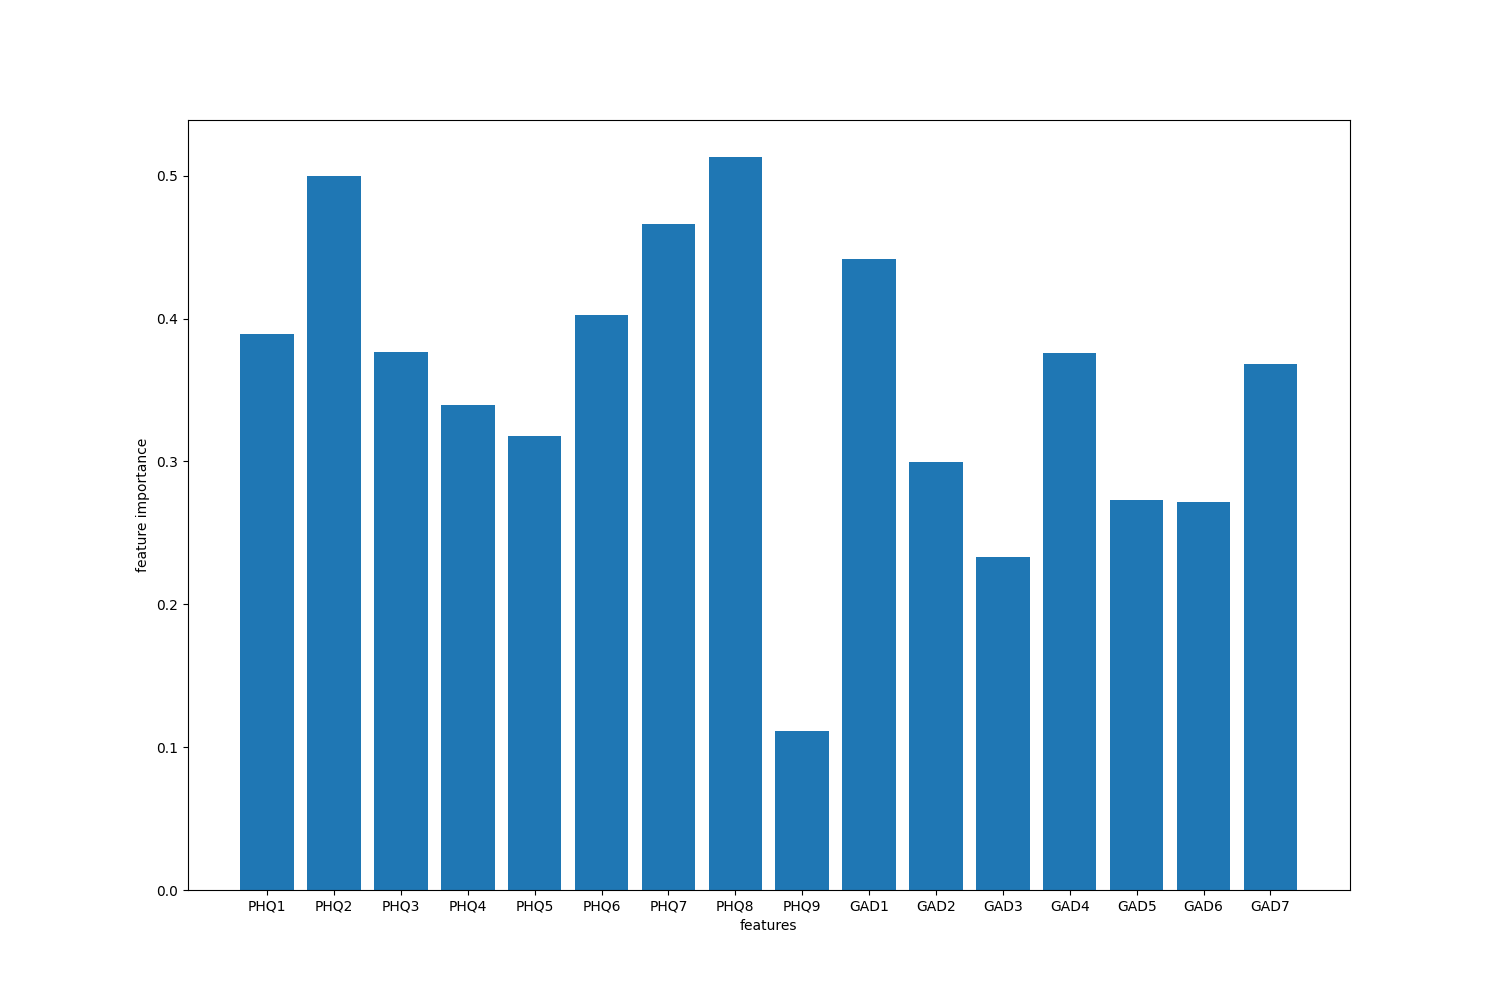 0.5
0.4
0.3
0.2
0.1
0.0
feature importance
PHQ1 PHQ2 PHQ3 PHQ4 PHQ5 PHQ6 PHQ7 PHQ8 PHQ9 GAD1 GAD2 GAD3 GAD4 GAD5 GAD6 GAD7
features